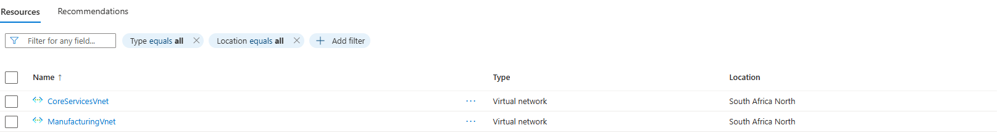 Resources Recommendations
Filter for any field... Type equals all Location equals all Add filter
Name ↑ Type Location
CoreServicesVnet ... Virtual network South Africa North
ManufacturingVnet ... Virtual network South Africa North